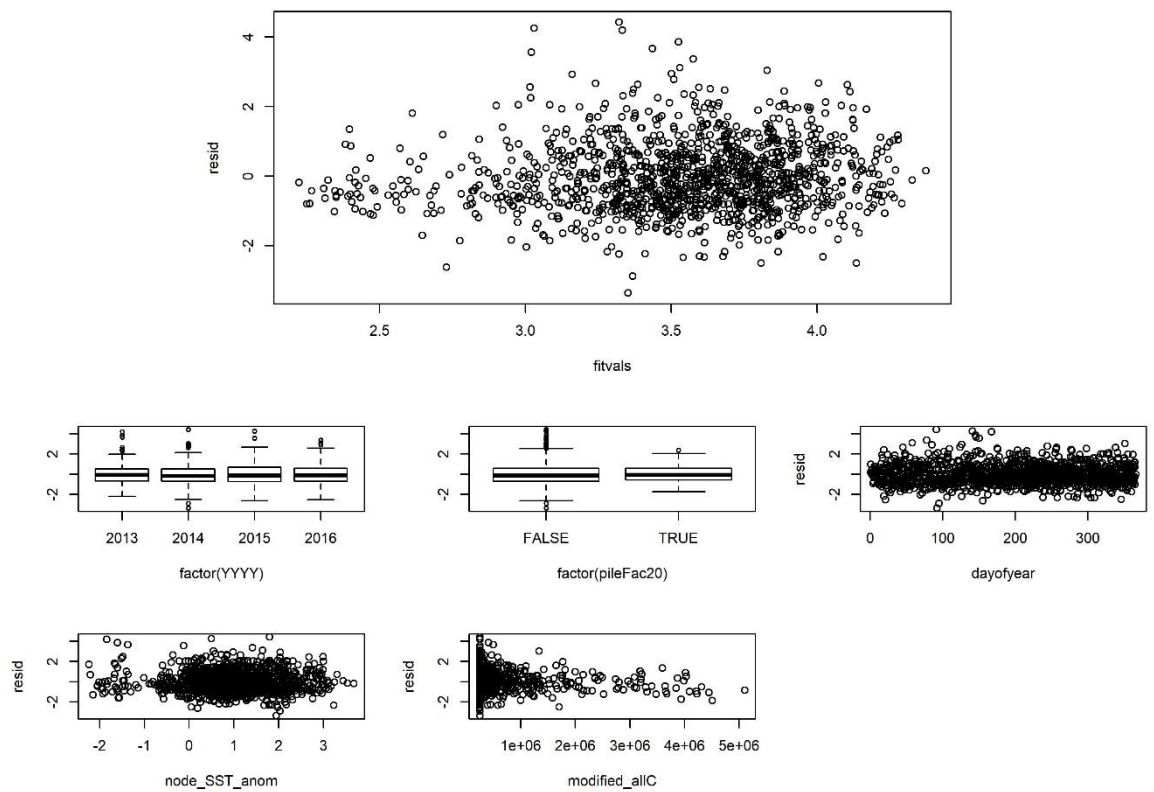 resid
4
2
0
-2
2.5 3.0 3.5 4.0
fitvals
2
-2
2013 2014 2015 2016
factor(YYYY)
2
-2
FALSE TRUE
factor(pileFac20)
resid
2
-2
0 100 200 300
dayofyear
resid
2
-2
-2 -1 0 1 2 3
node_SST_anom
resid
2
-2
1e+06 2e+06 3e+06 4e+06 5e+06
modified_allC